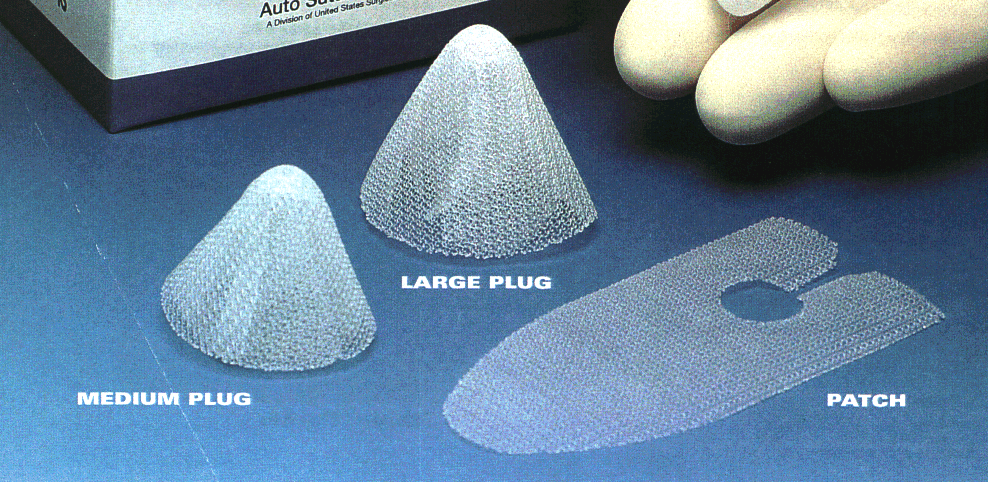 Auto
A Division of United States
LARGE PLUG
MEDIUM PLUG
PATCH